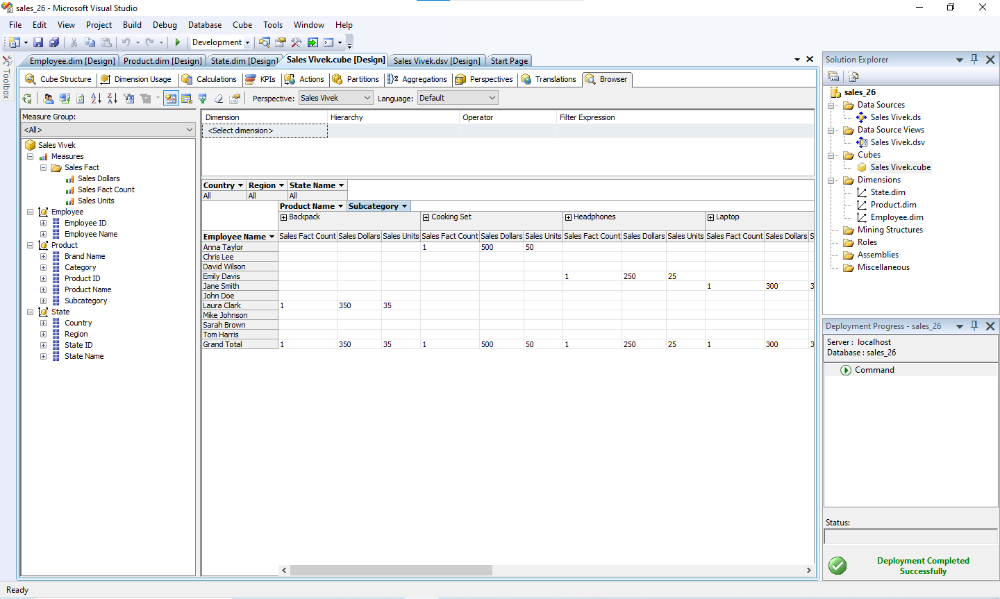 sales_26 - Microsoft Visual Studio
File Edit View Project Build Debug Database Cube Tools Window Help
Development
Toolbox
Employee.dim [Design] Product.dim [Design] State.dim [Design] Sales Vivek.cube [Design] Sales Vivek.dsv [Design] Start Page
Cube Structure Dimension Usage Calculations KPIs Actions Partitions Aggregations Perspectives Translations Browser
Perspective: Sales Vivek Language: Default
Measure Group:
<All>
Sales Vivek
Measures
Sales Fact
Sales Dollars
Sales Fact Count
Sales Units
Employee
Employee ID
Employee Name
Product
Brand Name
Category
Product ID
Product Name
Subcategory
State
Country
Region
State ID
State Name
Dimension Hierarchy Operator Filter Expression
<Select dimension>
Country Region State Name
All All All
Product Name Subcategory
Backpack Cooking Set Headphones Laptop
Employee Name Sales Fact Count Sales Dollars Sales Units Sales Fact Count Sales Dollars Sales Units Sales Fact Count Sales Dollars Sales Units Sales Fact Count Sales Dollars S
Anna Taylor 1 500 50
Chris Lee
David Wilson
Emily Davis 1 250 25
Jane Smith 1 300 3
John Doe
Laura Clark 1 350 35
Mike Johnson
Sarah Brown
Tom Harris
Grand Total 1 350 35 1 500 50 1 250 25 1 300 3
Solution Explorer
sales_26
Data Sources
Sales Vivek.ds
Data Source Views
Sales Vivek.dsv
Cubes
Sales Vivek.cube
Dimensions
State.dim
Product.dim
Employee.dim
Mining Structures
Roles
Assemblies
Miscellaneous
Deployment Progress - sales_26
Server : localhost
Database : sales_26
Command
Status:
Deployment Completed
Successfully
Ready